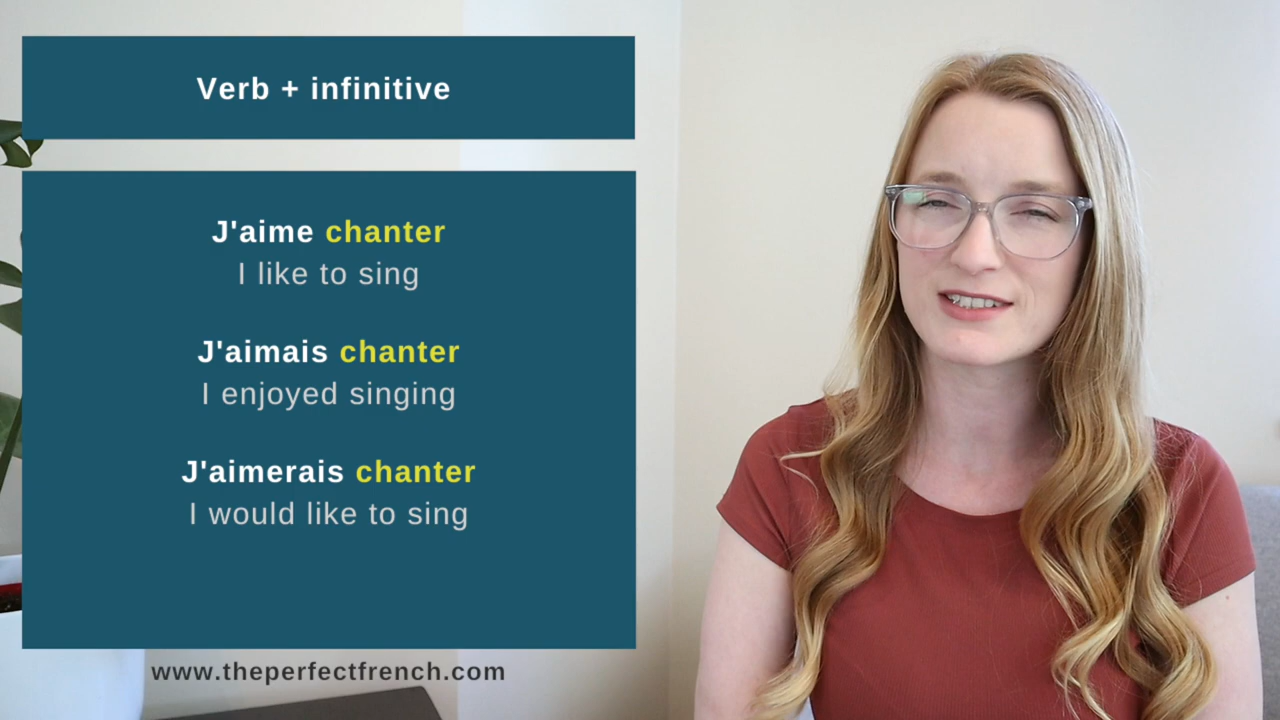 Verb + infinitive
J'aime chanter
I like to sing
J'aimais chanter
I enjoyed singing
J'aimerais chanter
I would like to sing
www.theperfectfrench.com